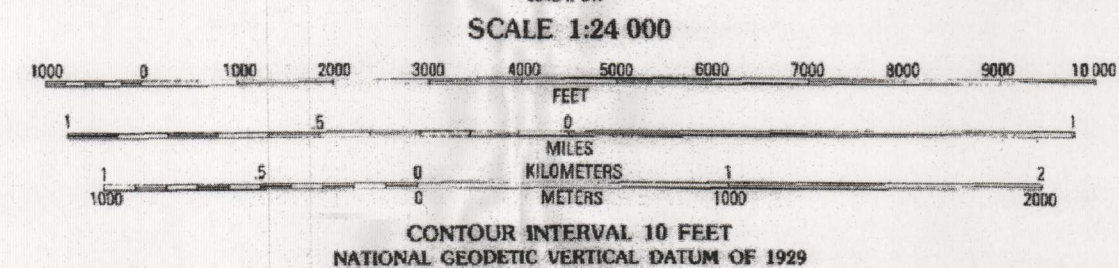 SCALE 1:24 000
1000 0 1000 2000 3000 4000 5000 6000 7000 8000 9000 10 000
FEET
1 .5 0 1
MILES
1 .5 0 KILOMETERS 1 2
1000 0 METERS 1000 2000
CONTOUR INTERVAL 10 FEET
NATIONAL GEODETIC VERTICAL DATUM OF 1929